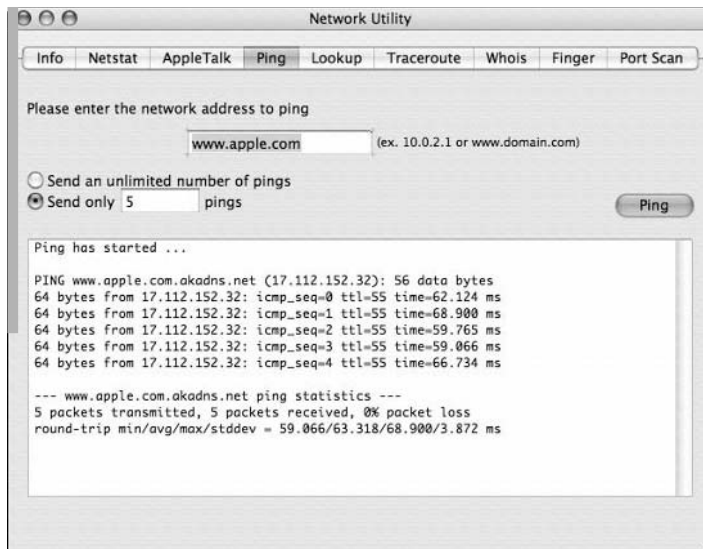 Network Utility
Info Netstat AppleTalk Ping Lookup Traceroute Whois Finger Port Scan
Please enter the network address to ping
www.apple.com (ex. 10.0.2.1 or www.domain.com)
Send an unlimited number of pings
Send only 5 pings
Ping
Ping has started ...
PING www.apple.com.akadns.net (17.112.152.32): 56 data bytes
64 bytes from 17.112.152.32: icmp_seq=0 ttl=55 time=62.124 ms
64 bytes from 17.112.152.32: icmp_seq=1 ttl=55 time=68.900 ms
64 bytes from 17.112.152.32: icmp_seq=2 ttl=55 time=59.765 ms
64 bytes from 17.112.152.32: icmp_seq=3 ttl=55 time=59.066 ms
64 bytes from 17.112.152.32: icmp_seq=4 ttl=55 time=66.734 ms
--- www.apple.com.akadns.net ping statistics ---
5 packets transmitted, 5 packets received, 0% packet loss
round-trip min/avg/max/stddev = 59.066/63.318/68.900/3.872 ms